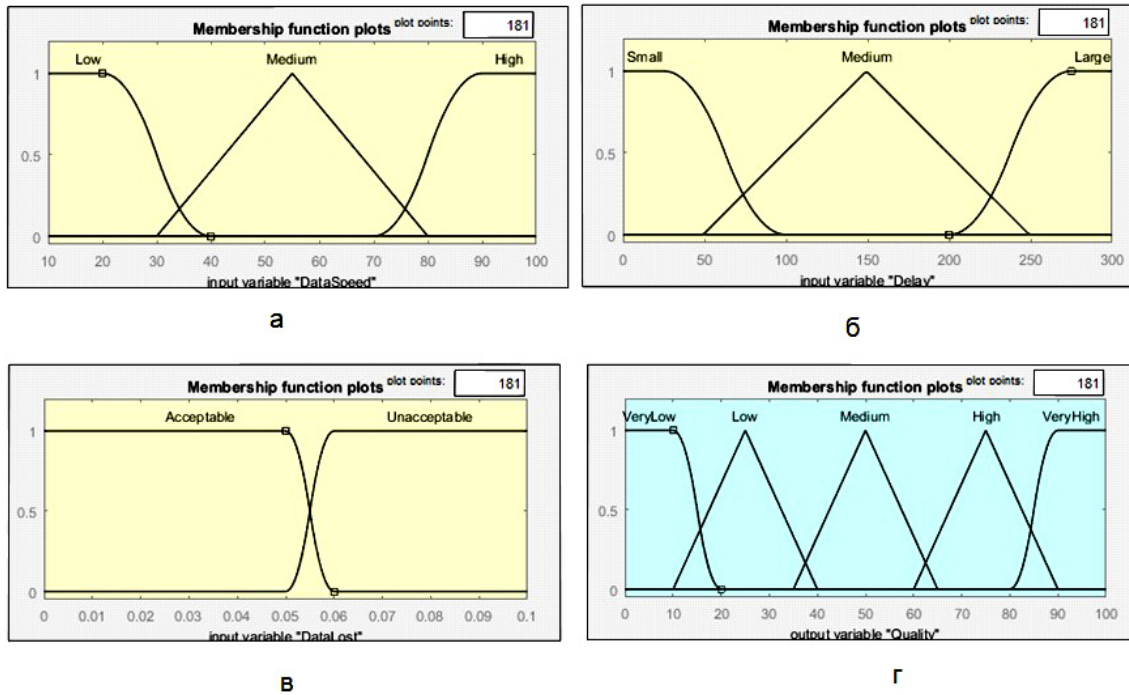 Membership function plots plot points: 181
Low Medium High
1
0.5
0
10 20 30 40 50 60 70 80 90 100
input variable "DataSpeed"
а
Membership function plots plot points: 181
Small Medium Large
1
0.5
0
0 50 100 150 200 250 300
input variable "Delay"
б
Membership function plots plot points: 181
Acceptable Unacceptable
1
0.5
0
0 0.01 0.02 0.03 0.04 0.05 0.06 0.07 0.08 0.09 0.1
input variable "DataLost"
в
Membership function plots plot points: 181
VeryLow Low Medium High VeryHigh
1
0.5
0
0 10 20 30 40 50 60 70 80 90 100
output variable "Quality"
г